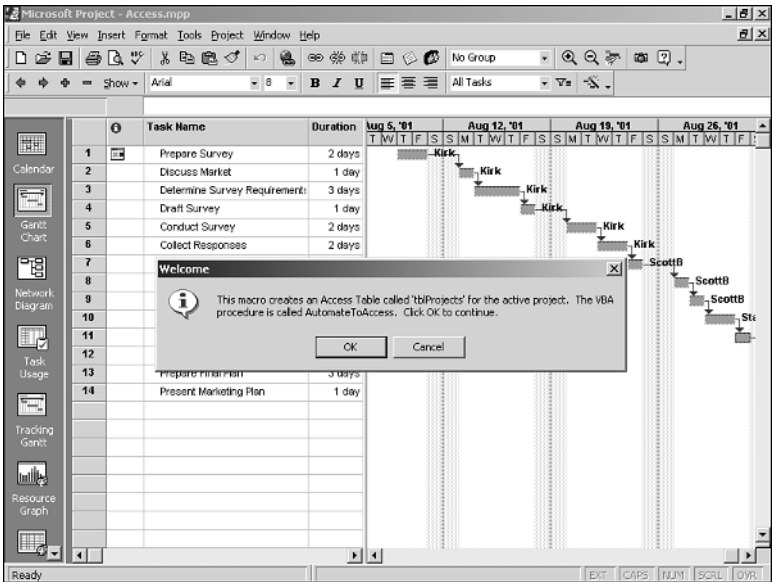 Microsoft Project - Access.mpp
File Edit View Insert Format Tools Project Window Help
No Group
Show Arial 8 B I U All Tasks
Task Name Duration Aug 5, '01 Aug 12, '01 Aug 19, '01 Aug 26, '01
T W T F S S M T W T F S S M T W T F S S M T W T F
1 Prepare Survey 2 days Kirk
2 Discuss Market 1 day Kirk
3 Determine Survey Requirements 3 days Kirk
4 Draft Survey 1 day Kirk
5 Conduct Survey 2 days Kirk
6 Collect Responses 2 days Kirk
7 ScottB
8 ScottB
9 ScottB
10
11
12
13 Prepare Final Plan 3 days
14 Present Marketing Plan 1 day
Calendar
Gantt
Chart
Network
Diagram
Task
Usage
Tracking
Gantt
Resource
Graph
Welcome
This macro creates an Access Table called 'tblProjects' for the active project. The VBA
procedure is called AutomateToAccess. Click OK to continue.
OK Cancel
Ready EXT CAPS NUM SCRL OVR